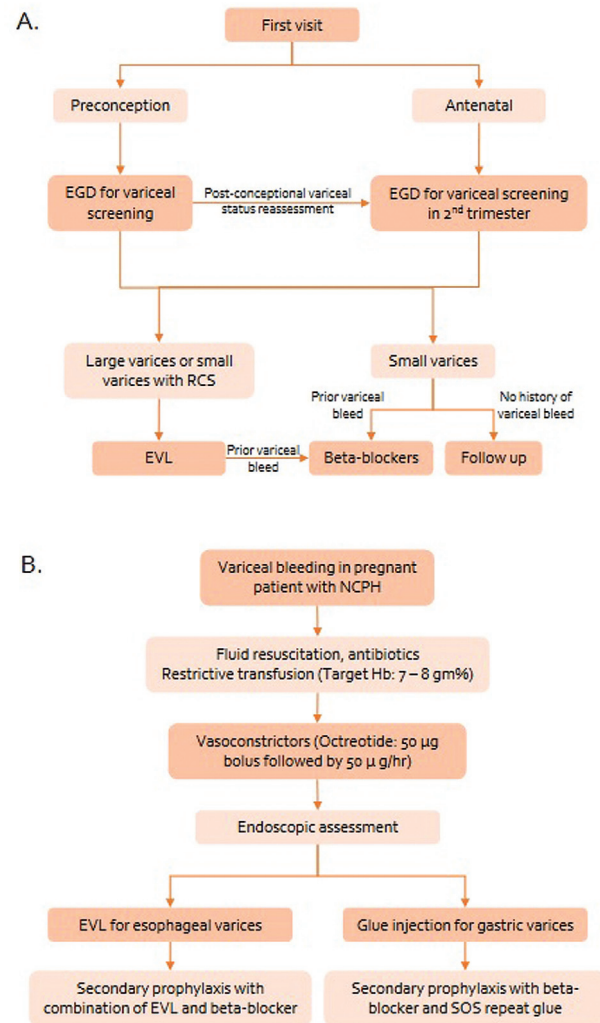 A.
First visit
Preconception
Antenatal
EGD for variceal
screening
Post-conceptional variceal
status reassessment
EGD for variceal screening
in 2nd trimester
Large varices or small
varices with RCS
Small varices
Prior variceal
bleed
No history of
variceal bleed
EVL
Prior variceal
bleed
Beta-blockers
Follow up
B.
Variceal bleeding in pregnant
patient with NCPH
Fluid resuscitation, antibiotics
Restrictive transfusion (Target Hb: 7 – 8 gm%)
Vasoconstrictors (Octreotide: 50 µg
bolus followed by 50 µ g/hr)
Endoscopic assessment
EVL for esophageal varices
Glue injection for gastric varices
Secondary prophylaxis with
combination of EVL and beta-blocker
Secondary prophylaxis with beta-
blocker and SOS repeat glue